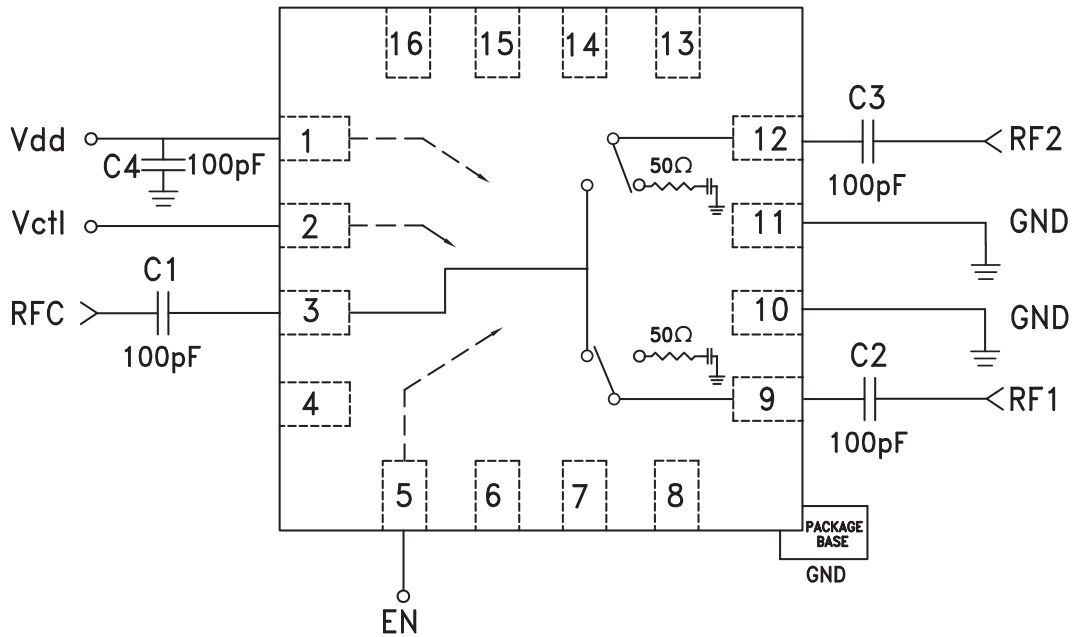 16 15 14 13
Vdd
C4 100pF
1
Vctl
2
C1
RFC
100pF
3
4
5 6 7 8
EN
50Ω
50Ω
12
C3
100pF
RF2
11
GND
10
GND
9
C2
100pF
RF1
PACKAGE
BASE
GND